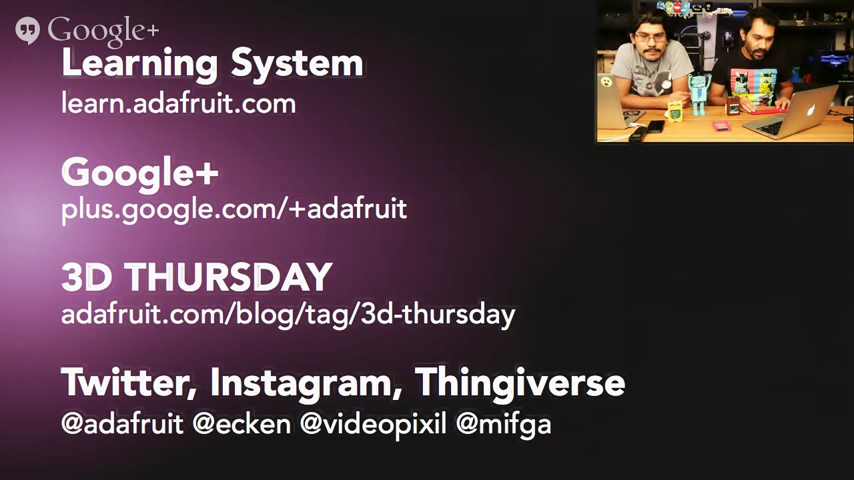 Google+
Learning System
learn.adafruit.com
Google+
plus.google.com/+adafruit
3D THURSDAY
adafruit.com/blog/tag/3d-thursday
Twitter, Instagram, Thingiverse
@adafruit @ecken @videopixil @mifga